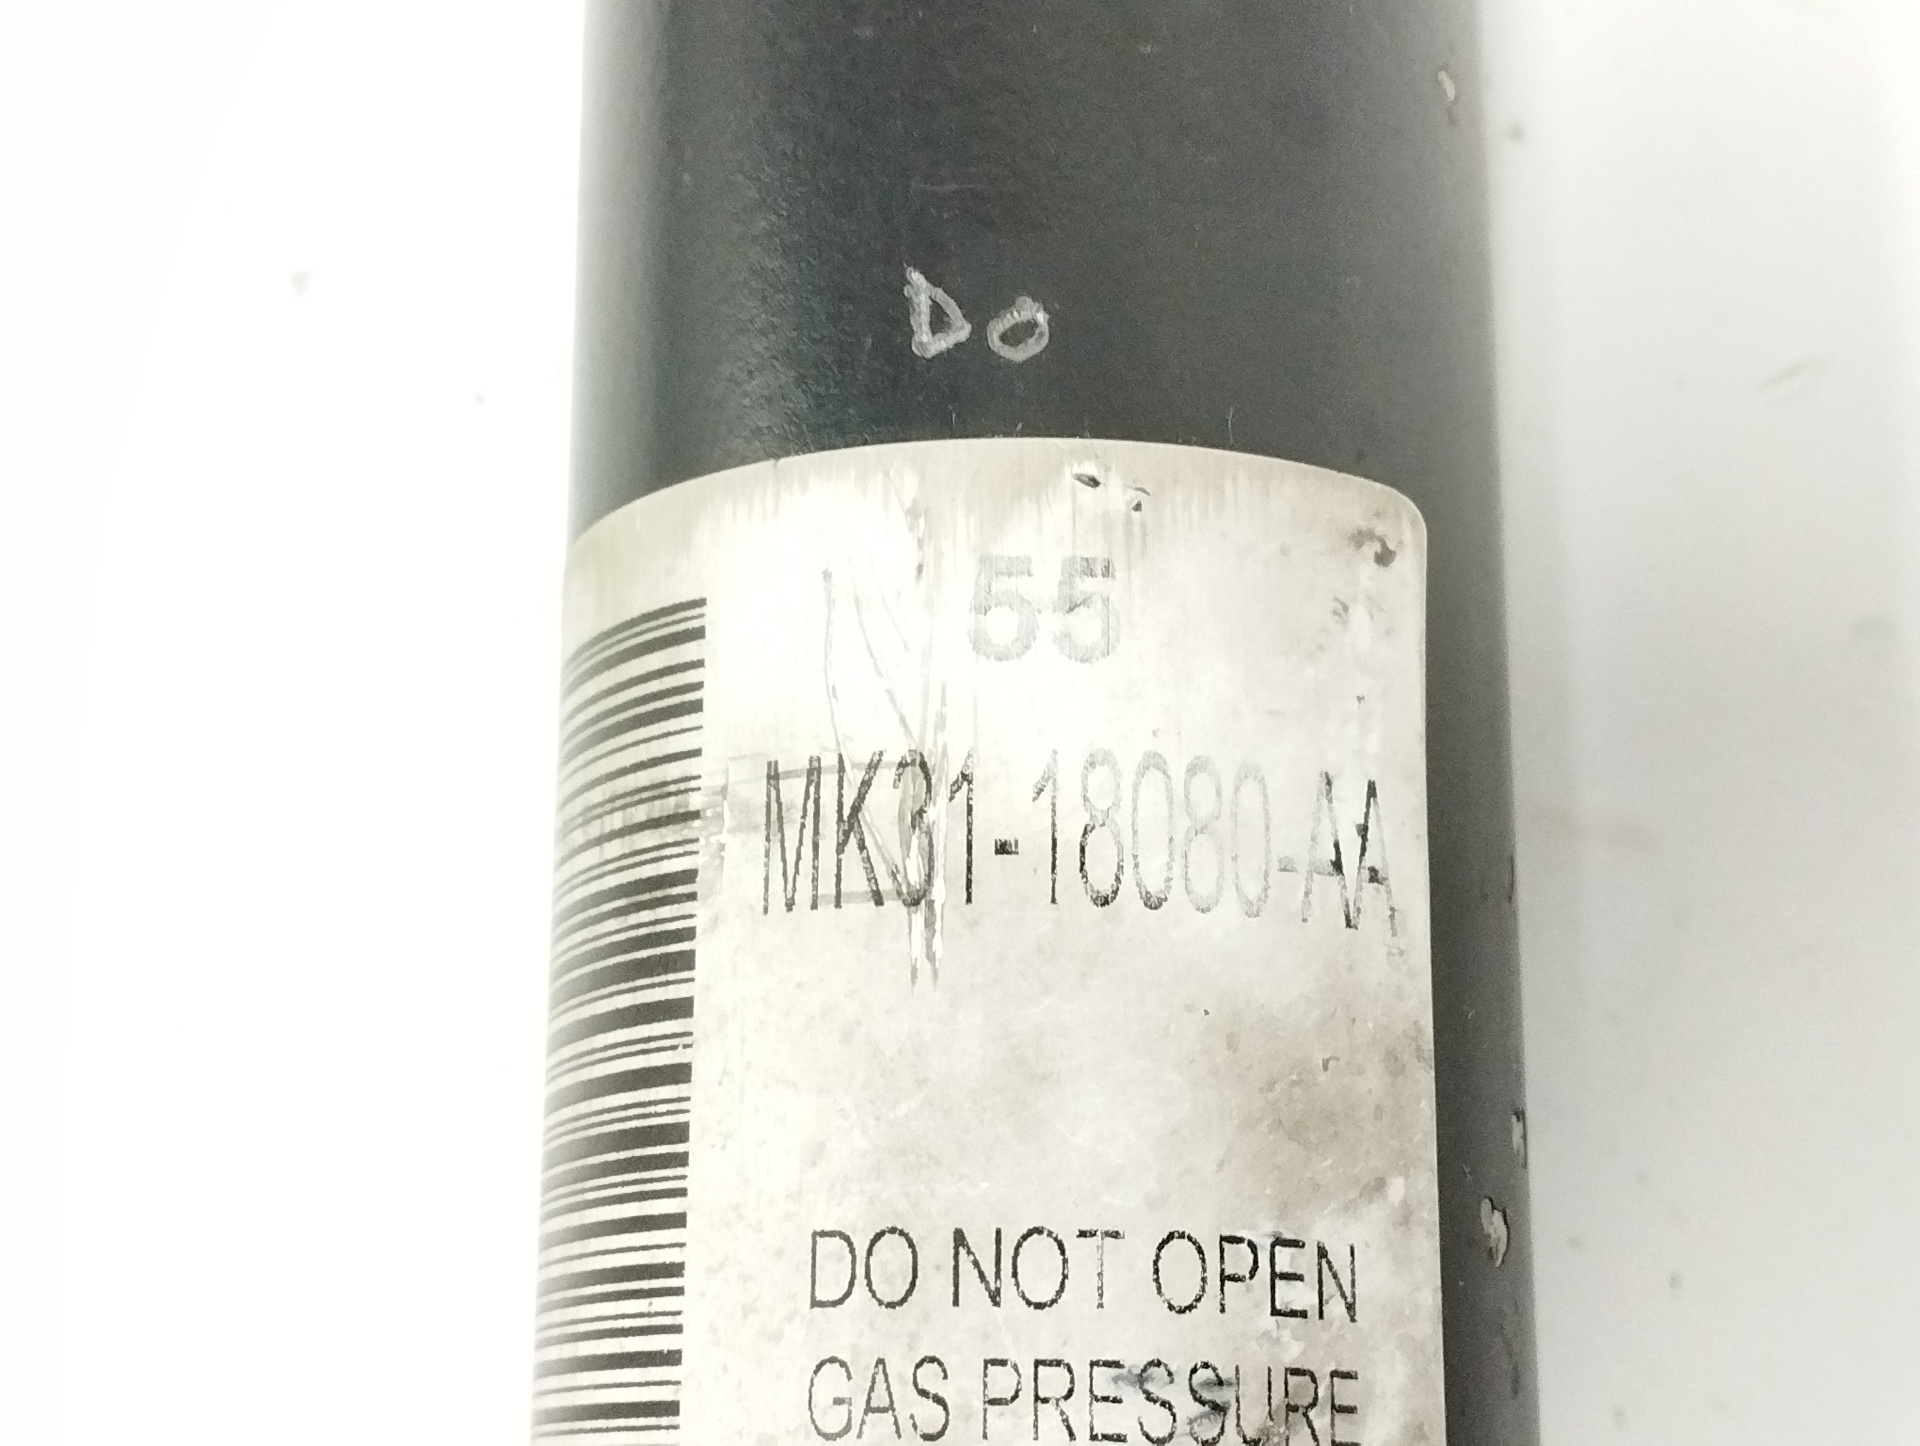 Do
55
MK31-18080-AA
DO NOT OPEN
GAS PRESSURE